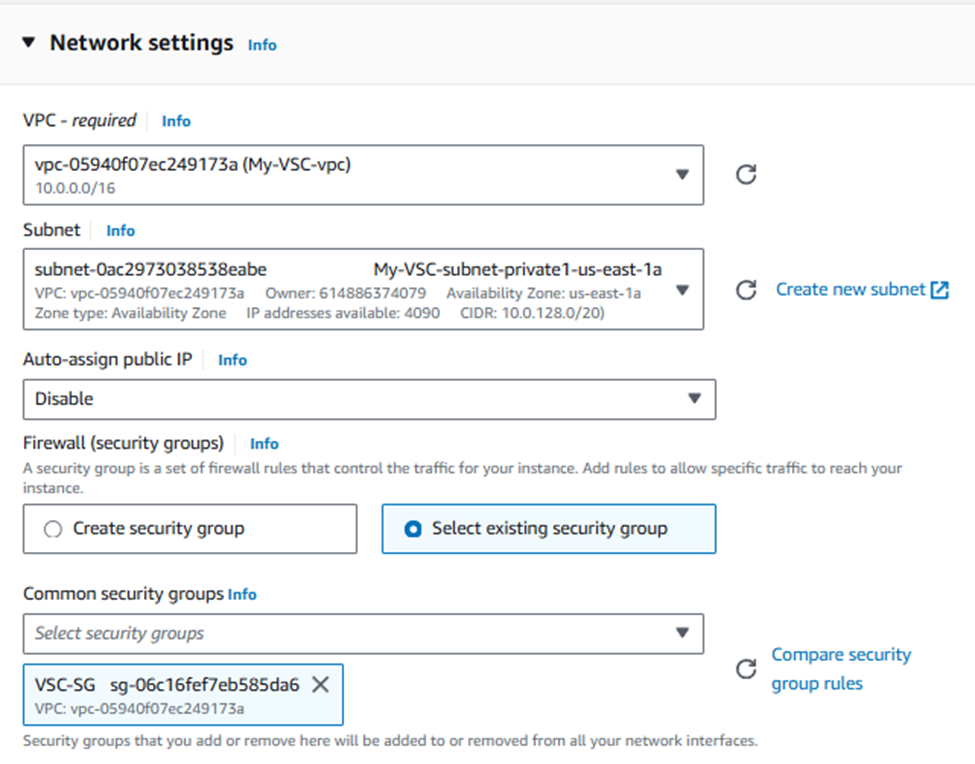 Network settings Info
VPC - required Info
vpc-05940f07ec249173a (My-VSC-vpc)
10.0.0.0/16
Subnet Info
subnet-0ac2973038538eabe My-VSC-subnet-private1-us-east-1a
VPC: vpc-05940f07ec249173a Owner: 614886374079 Availability Zone: us-east-1a
Zone type: Availability Zone IP addresses available: 4090 CIDR: 10.0.128.0/20)
Create new subnet
Auto-assign public IP Info
Disable
Firewall (security groups) Info
A security group is a set of firewall rules that control the traffic for your instance. Add rules to allow specific traffic to reach your
instance.
Create security group
Select existing security group
Common security groups Info
Select security groups
VSC-SG sg-06c16fef7eb585da6
VPC: vpc-05940f07ec249173a
Compare security
group rules
Security groups that you add or remove here will be added to or removed from all your network interfaces.